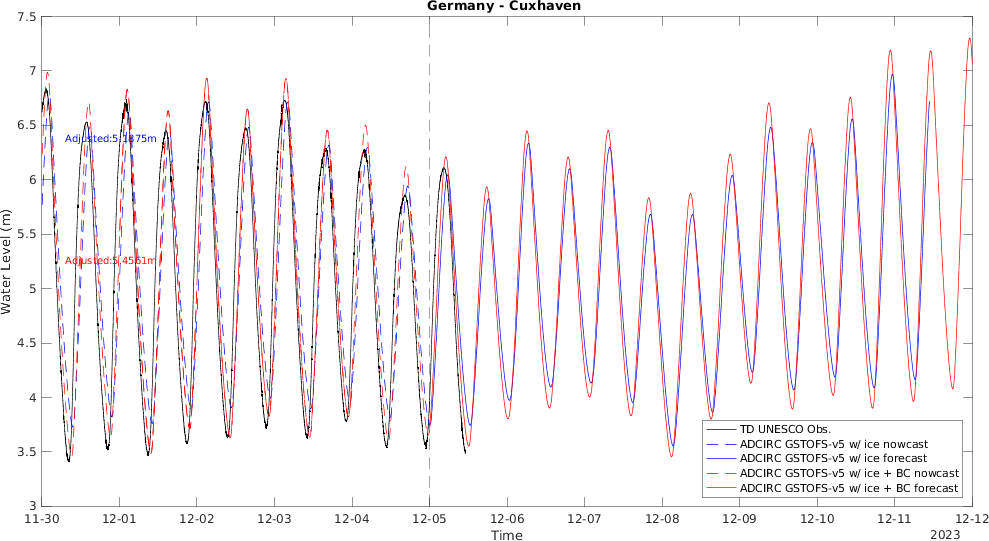 Germany - Cuxhaven
7.5
7
6.5
6
5.5
5
4.5
4
3.5
3
Water Level (m)
Adjusted:5.1875m
Adjusted:5.4561m
TD UNESCO Obs.
ADCIRC GSTOFS-v5 w/ ice nowcast
ADCIRC GSTOFS-v5 w/ ice forecast
ADCIRC GSTOFS-v5 w/ ice + BC nowcast
ADCIRC GSTOFS-v5 w/ ice + BC forecast
11-30 12-01 12-02 12-03 12-04 12-05 12-06 12-07 12-08 12-09 12-10 12-11 12-12
Time
2023